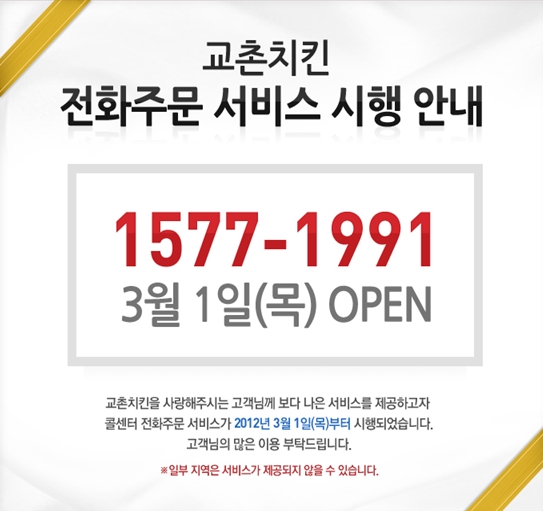 교촌치킨
전화주문 서비스 시행 안내
1577-1991
3월 1일(목) OPEN
교촌치킨을 사랑해주시는 고객님께 보다 나은 서비스를 제공하고자
콜센터 전화주문 서비스가 2012년 3월 1일(목)부터 시행되었습니다.
고객님의 많은 이용 부탁드립니다.
※일부 지역은 서비스가 제공되지 않을 수 있습니다.